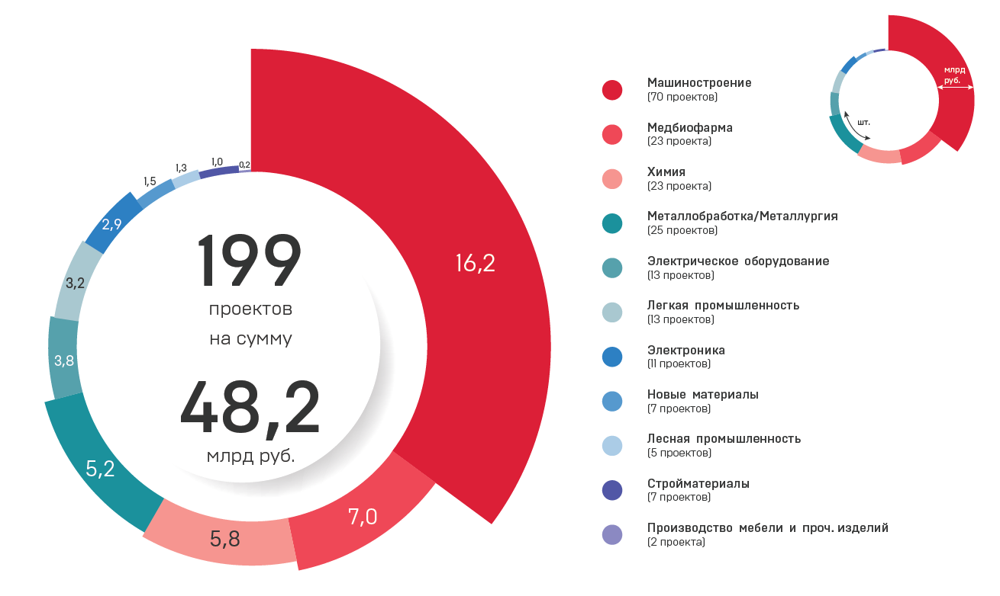 16,2
7,0
5,8
5,2
3,8
3,2
2,9
1,5
1,3
1,0
0,2
199
проектов
на сумму
48,2
млрд руб.
Машиностроение
(70 проектов)
Медбиофарма
(23 проекта)
Химия
(23 проекта)
Металлобработка/Металлургия
(25 проектов)
Электрическое оборудование
(13 проектов)
Легкая промышленность
(13 проектов)
Электроника
(11 проектов)
Новые материалы
(7 проектов)
Лесная промышленность
(5 проектов)
Стройматериалы
(7 проектов)
Производство мебели и проч. изделий
(2 проекта)
млрд
руб.
шт.